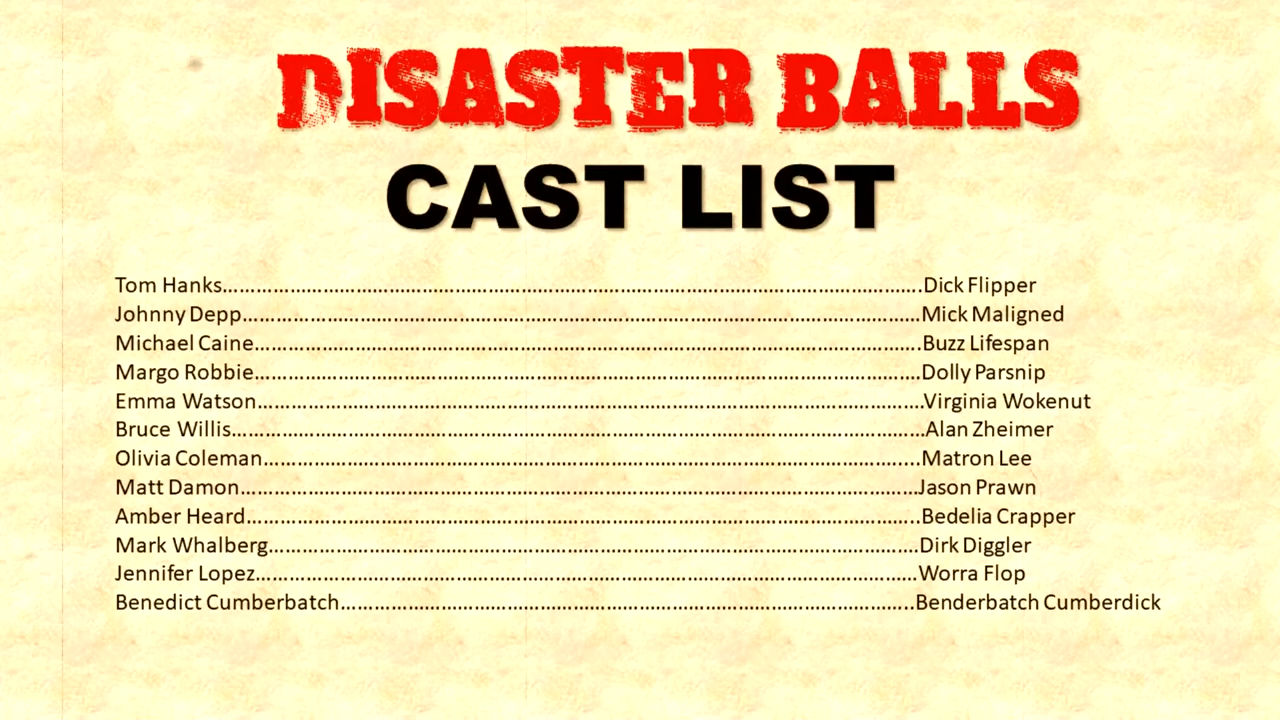 DISASTER BALLS
CAST LIST
Tom Hanks……………………………………………………………………………………………….Dick Flipper
Johnny Depp……………………………………………………………………………………………Mick Maligned
Michael Caine………………………………………………………………………………………….Buzz Lifespan
Margo Robbie………………………………………………………………………………………….Dolly Parsnip
Emma Watson………………………………………………………………………………………….Virginia Wokenut
Bruce Willis………………………………………………………………………………………………Alan Zheimer
Olivia Coleman………………………………………………………………………………………...Matron Lee
Matt Damon……………………………………………………………………………………………Jason Prawn
Amber Heard…………………………………………………………………………………………..Bedelia Crapper
Mark Whalberg……………………………………………………………………………………….Dirk Diggler
Jennifer Lopez…………………………………………………………………………………………Worra Flop
Benedict Cumberbatch……………………………………………………………………………..Benderbatch Cumberdick